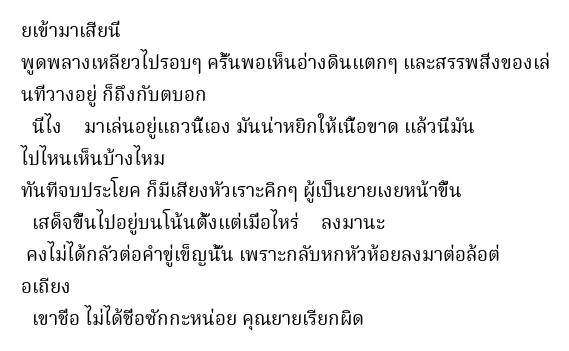 ยเข้ามาเสียนี่
พูดพลางเหลียวไปรอบๆ ครั้นพอเห็นอ่างดินแตกๆ และสรรพสิ่งของเล่
นที่วางอยู่ ก็ถึงกับตบอก
นี่ไง มาเล่นอยู่แถวนี้เอง มันน่าหยิกให้เนื้อขาด แล้วนี่มัน
ไปไหนเห็นบ้างไหม
ทันทีจบประโยค ก็มีเสียงหัวเราะคิกๆ ผู้เป็นยายเงยหน้าขึ้น
เสด็จขึ้นไปอยู่บนโน้นตั้งแต่เมื่อไหร่ ลงมานะ
คงไม่ได้กลัวต่อคำขู่เข็ญนั้น เพราะกลับหกหัวห้อยลงมาต่อล้อต่
อเถียง
เขาชื่อ ไม่ได้ชื่อซักกะหน่อย คุณยายเรียกผิด